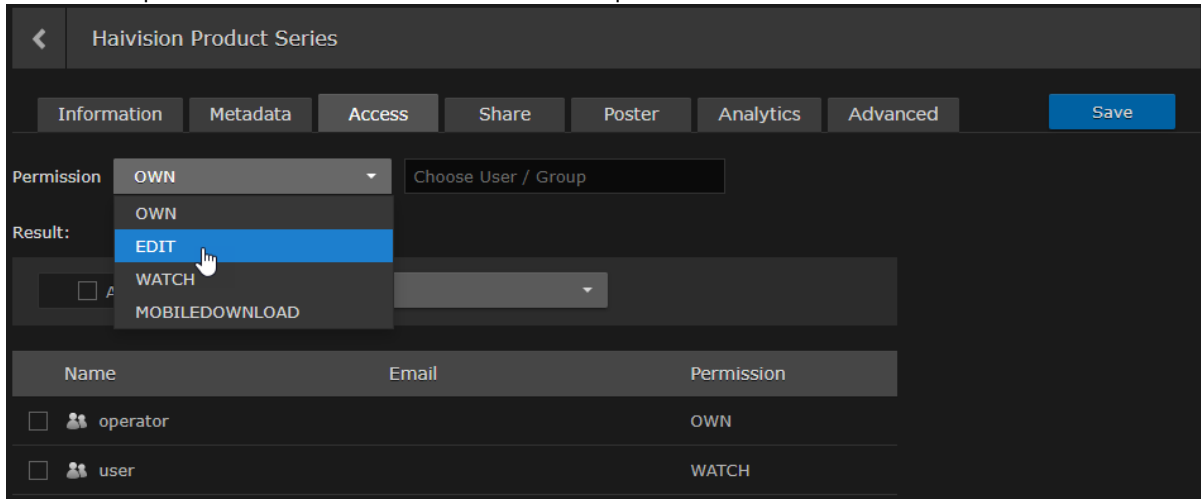 Haivision Product Series
Information Metadata Access Share Poster Analytics Advanced Save
Permission OWN Choose User / Group
OWN
Result:
EDIT
WATCH
MOBILEDOWNLOAD
Name Email Permission
operator OWN
user WATCH